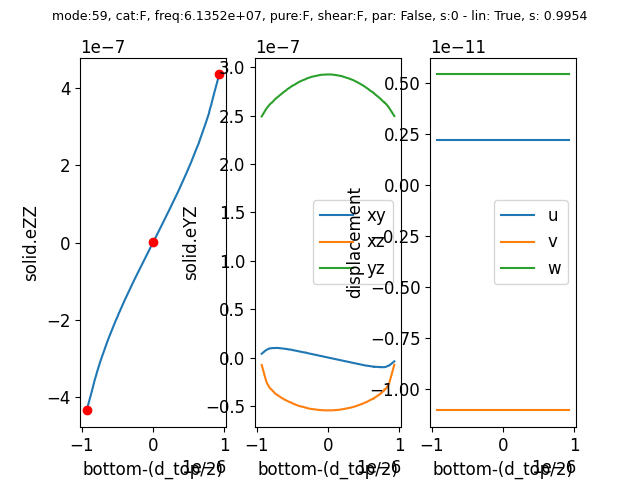 mode:59, cat:F, freq:6.1352e+07, pure:F, shear:F, par: False, s:0 - lin: True, s: 0.9954
1e−7
1e−7
1e−11
solid.eZZ
4
2
0
−2
−4
−1
0
1
1e−6
bottom-(d_top/2)
solid.eYZ
3.0
2.5
2.0
1.5
1.0
0.5
0.0
−0.5
xy
xz
yz
−1
0
1
1e−6
bottom-(d_top/2)
displacement
0.50
0.25
0.00
−0.25
−0.50
−0.75
−1.00
u
v
w
−1
0
1
1e−6
bottom-(d_top/2)